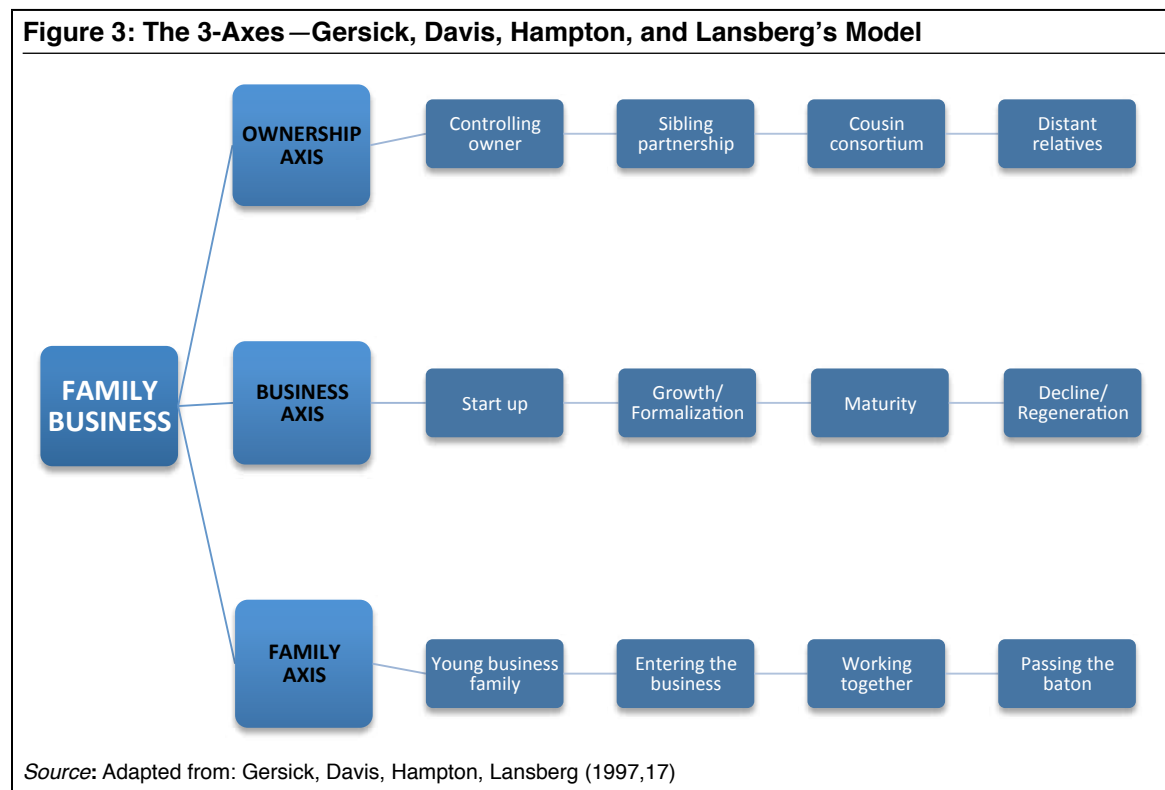 Figure 3: The 3-Axes—Gersick, Davis, Hampton, and Lansberg's Model
OWNERSHIP
AXIS
Controlling
owner
Sibling
partnership
Cousin
consortium
Distant
relatives
FAMILY
BUSINESS
BUSINESS
AXIS
Start up
Growth/
Formalization
Maturity
Decline/
Regeneration
FAMILY
AXIS
Young business
family
Entering the
business
Working
together
Passing the
baton
Source: Adapted from: Gersick, Davis, Hampton, Lansberg (1997,17)